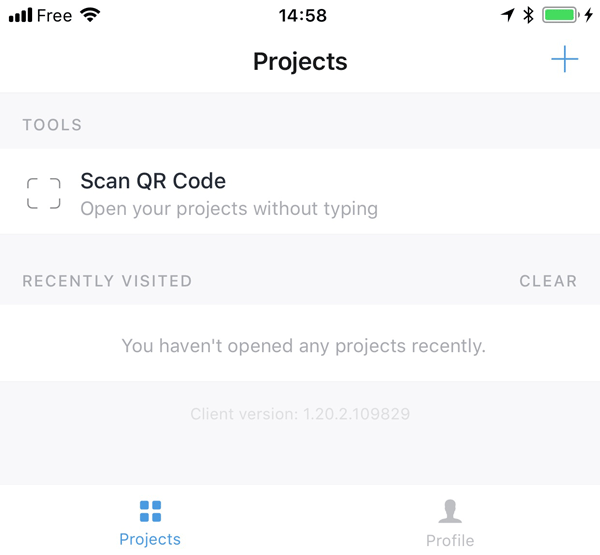 Free 14:58
Projects
TOOLS
Scan QR Code
Open your projects without typing
RECENTLY VISITED CLEAR
You haven't opened any projects recently.
Client version: 1.20.2.109829
Projects Profile